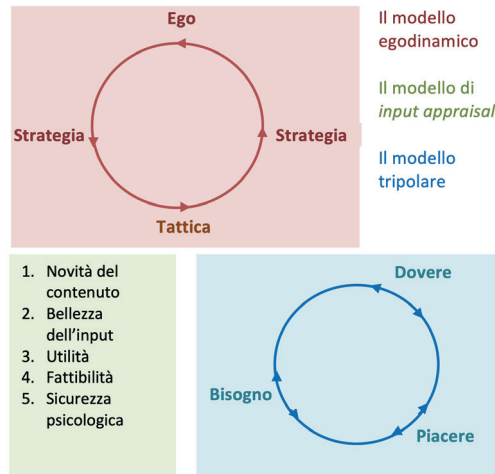 Ego
Strategia
Strategia
Tattica
Il modello
egodinamico
Il modello di
input appraisal
Il modello
tripolare
1. Novità del
contenuto
2. Bellezza
dell'input
3. Utilità
4. Fattibilità
5. Sicurezza
psicologica
Dovere
Bisogno
Piacere